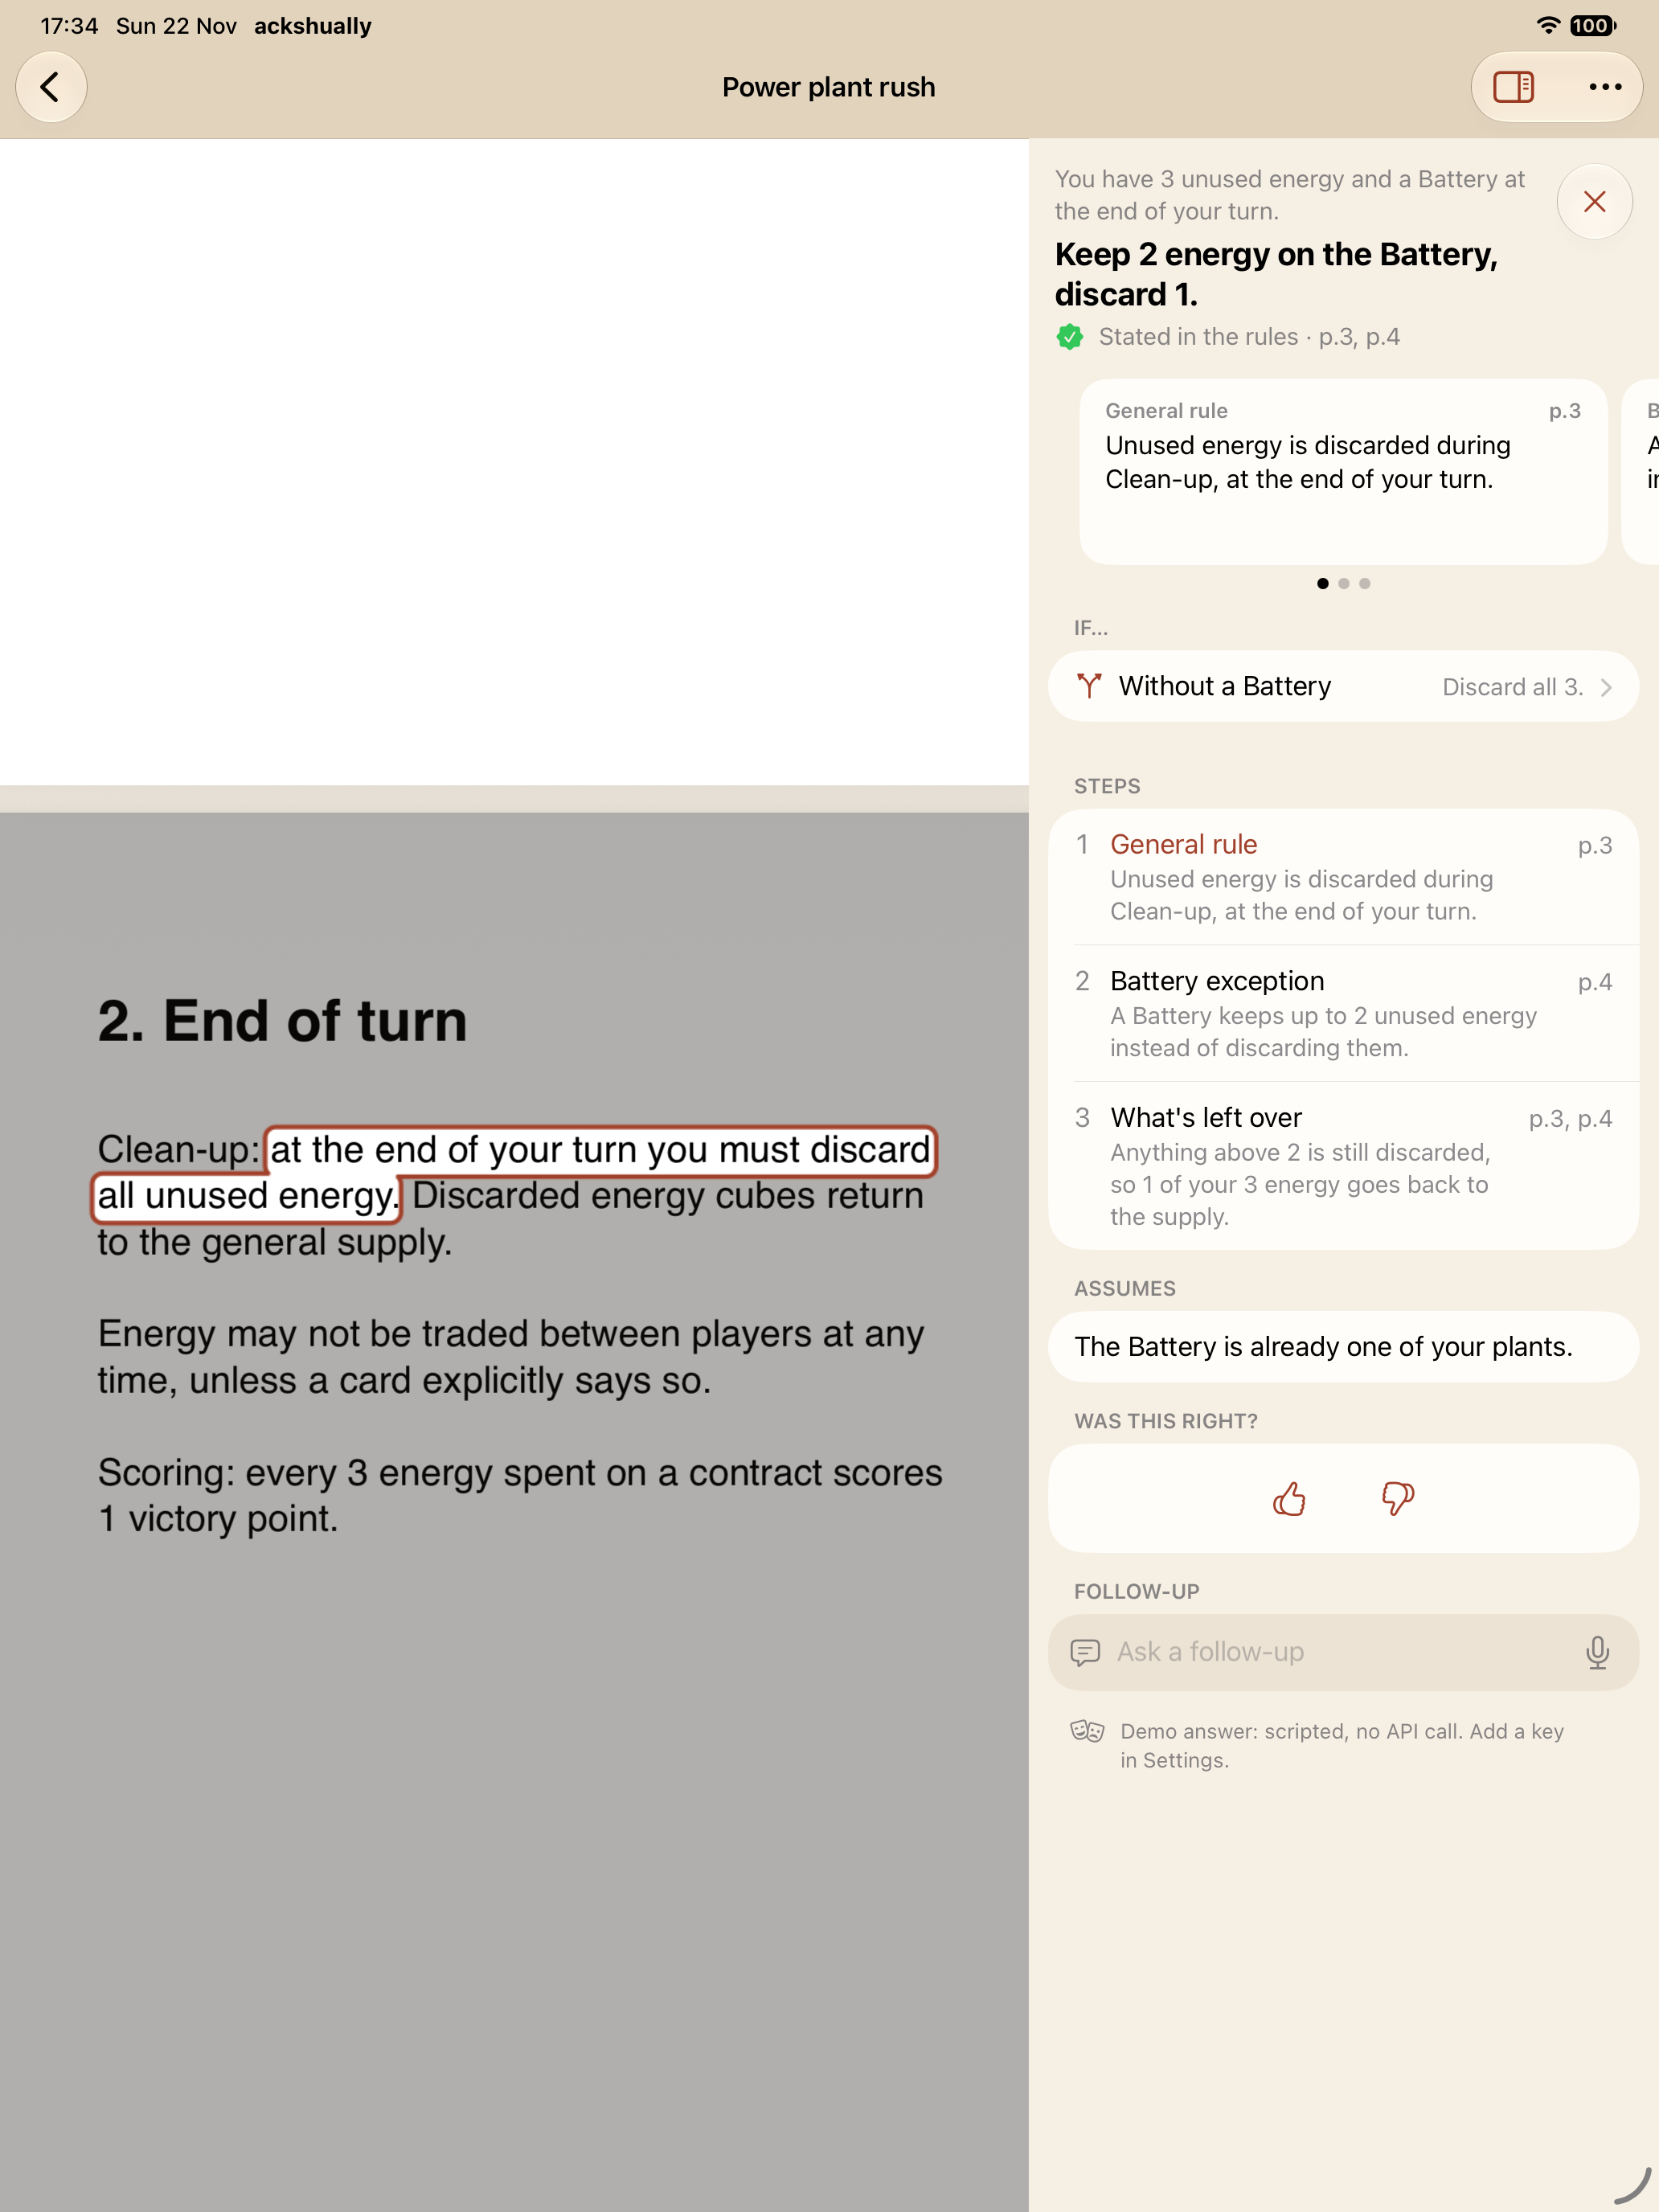 17:34 Sun 22 Nov ackshually
100
Power plant rush
2. End of turn
Clean-up: at the end of your turn you must discard
all unused energy. Discarded energy cubes return
to the general supply.
Energy may not be traded between players at any
time, unless a card explicitly says so.
Scoring: every 3 energy spent on a contract scores
1 victory point.
You have 3 unused energy and a Battery at
the end of your turn.
Keep 2 energy on the Battery,
discard 1.
Stated in the rules · p.3, p.4
General rule p.3
Unused energy is discarded during
Clean-up, at the end of your turn.
IF...
Without a Battery Discard all 3.
STEPS
1 General rule p.3
Unused energy is discarded during
Clean-up, at the end of your turn.
2 Battery exception p.4
A Battery keeps up to 2 unused energy
instead of discarding them.
3 What's left over p.3, p.4
Anything above 2 is still discarded,
so 1 of your 3 energy goes back to
the supply.
ASSUMES
The Battery is already one of your plants.
WAS THIS RIGHT?
FOLLOW-UP
Ask a follow-up
Demo answer: scripted, no API call. Add a key
in Settings.